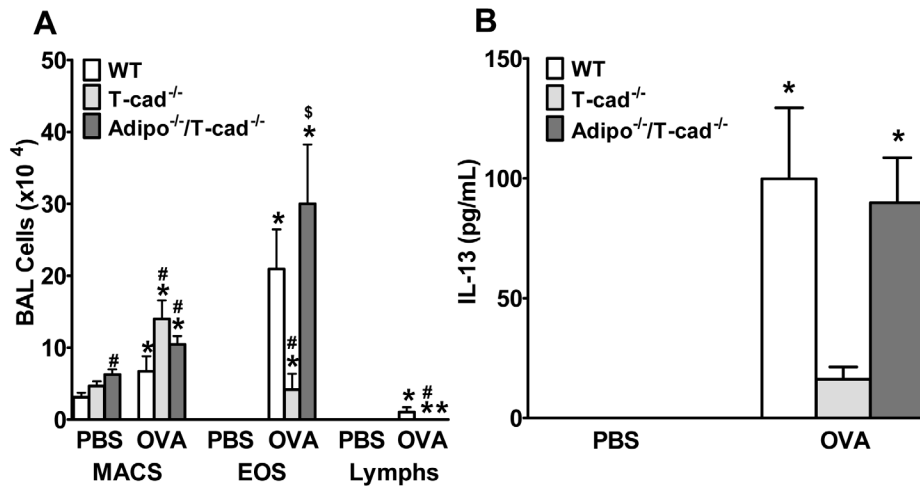 A
BAL Cells (x10 ⁴)
50
40
30
20
10
0
WT
T-cad⁻/⁻
Adipo⁻/⁻/T-cad⁻/⁻
#
*
#
*
#
*
*
#
*
$
*
*
#
**
PBS OVA PBS OVA PBS OVA
MACS EOS Lymphs
B
IL-13 (pg/mL)
150
100
50
0
WT
T-cad⁻/⁻
Adipo⁻/⁻/T-cad⁻/⁻
*
*
PBS OVA